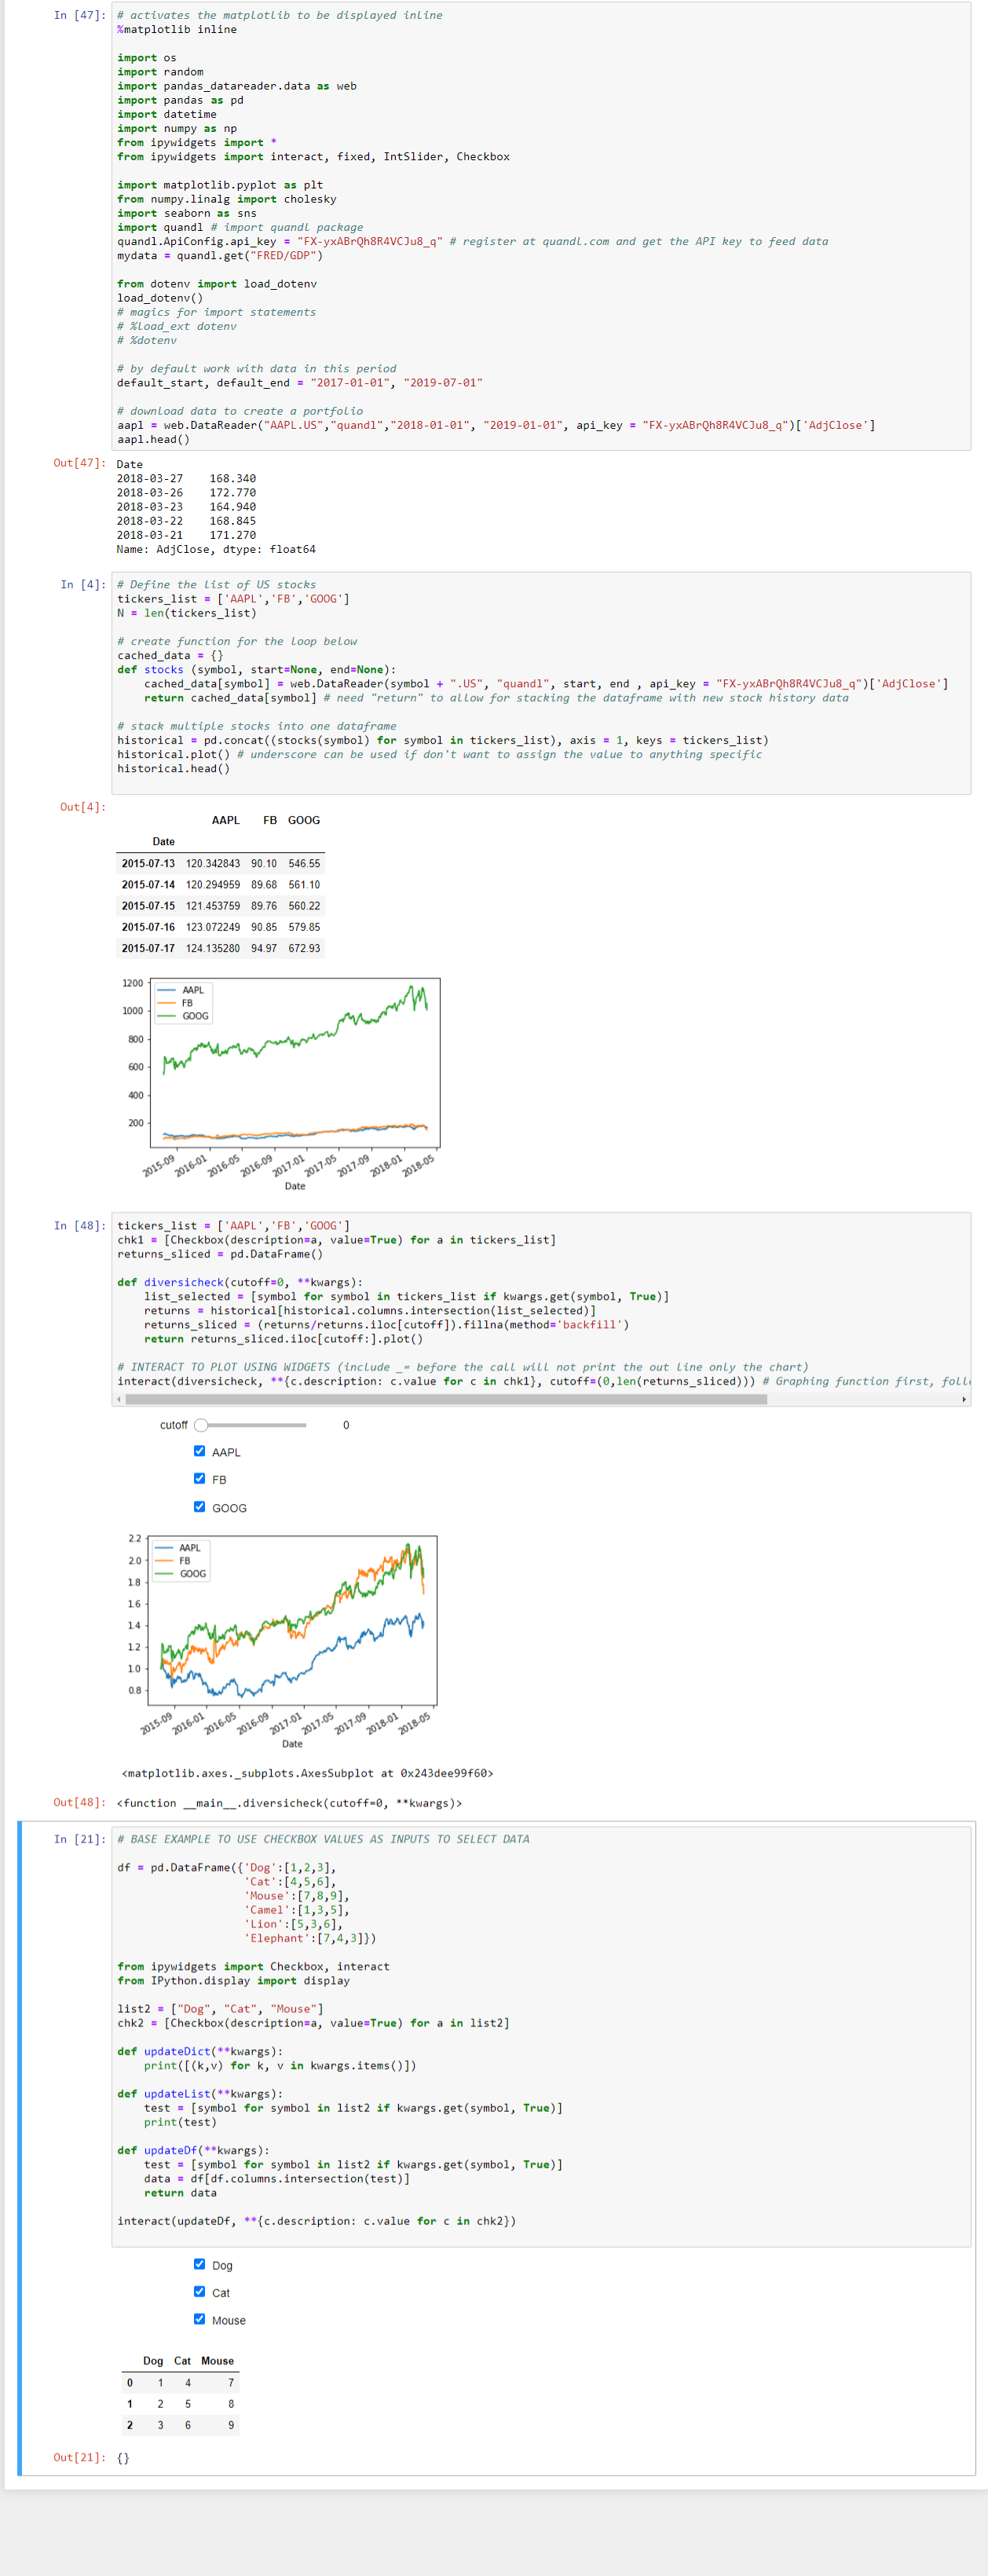 In [47]:
# activates the matplotlib to be displayed inline
%matplotlib inline
import os
import random
import pandas_datareader.data as web
import pandas as pd
import datetime
import numpy as np
from ipywidgets import *
from ipywidgets import interact, fixed, IntSlider, Checkbox
import matplotlib.pyplot as plt
from numpy.linalg import cholesky
import seaborn as sns
import quandl # import quandl package
quandl.ApiConfig.api_key = "FX-yxABrQh8R4VCJu8_q" # register at quandl.com and get the API key to feed data
mydata = quandl.get("FRED/GDP")
from dotenv import load_dotenv
load_dotenv()
# magics for import statements
# %load_ext dotenv
# %dotenv
# by default work with data in this period
default_start, default_end = "2017-01-01", "2019-07-01"
# download data to create a portfolio
aapl = web.DataReader("AAPL.US","quandl","2018-01-01", "2019-01-01", api_key = "FX-yxABrQh8R4VCJu8_q")['AdjClose']
aapl.head()
Out[47]:
Date
2018-03-27    168.340
2018-03-26    172.770
2018-03-23    164.940
2018-03-22    168.845
2018-03-21    171.270
Name: AdjClose, dtype: float64
In [4]:
# Define the list of US stocks
tickers_list = ['AAPL','FB','GOOG']
N = len(tickers_list)
# create function for the loop below
cached_data = {}
def stocks (symbol, start=None, end=None):
    cached_data[symbol] = web.DataReader(symbol + ".US", "quandl", start, end , api_key = "FX-yxABrQh8R4VCJu8_q")['AdjClose']
    return cached_data[symbol] # need "return" to allow for stacking the dataframe with new stock history data
# stack multiple stocks into one dataframe
historical = pd.concat((stocks(symbol) for symbol in tickers_list), axis = 1, keys = tickers_list)
historical.plot() # underscore can be used if don't want to assign the value to anything specific
historical.head()
Out[4]:
AAPL FB GOOG
Date
2015-07-13 120.342843 90.10 546.55
2015-07-14 120.294959 89.68 561.10
2015-07-15 121.453759 89.76 560.22
2015-07-16 123.072249 90.85 579.85
2015-07-17 124.135280 94.97 672.93
1200
1000
800
600
400
200
AAPL
FB
GOOG
2015-09 2016-01 2016-05 2016-09 2017-01 2017-05 2017-09 2018-01 2018-05
Date
In [48]:
tickers_list = ['AAPL','FB','GOOG']
chk1 = [Checkbox(description=a, value=True) for a in tickers_list]
returns_sliced = pd.DataFrame()
def diversicheck(cutoff=0, **kwargs):
    list_selected = [symbol for symbol in tickers_list if kwargs.get(symbol, True)]
    returns = historical[historical.columns.intersection(list_selected)]
    returns_sliced = (returns/returns.iloc[cutoff]).fillna(method='backfill')
    return returns_sliced.iloc[cutoff:].plot()
# INTERACT TO PLOT USING WIDGETS (include _= before the call will not print the out line only the chart)
interact(diversicheck, **{c.description: c.value for c in chk1}, cutoff=(0,len(returns_sliced))) # Graphing function first, foll
cutoff 0
AAPL
FB
GOOG
2.2
2.0
1.8
1.6
1.4
1.2
1.0
0.8
AAPL
FB
GOOG
2015-09 2016-01 2016-05 2016-09 2017-01 2017-05 2017-09 2018-01 2018-05
Date
<matplotlib.axes._subplots.AxesSubplot at 0x243dee99f60>
Out[48]: <function __main__.diversicheck(cutoff=0, **kwargs)>
In [21]:
# BASE EXAMPLE TO USE CHECKBOX VALUES AS INPUTS TO SELECT DATA
df = pd.DataFrame({'Dog':[1,2,3],
                   'Cat':[4,5,6],
                   'Mouse':[7,8,9],
                   'Camel':[1,3,5],
                   'Lion':[5,3,6],
                   'Elephant':[7,4,3]})
from ipywidgets import Checkbox, interact
from IPython.display import display
list2 = ["Dog", "Cat", "Mouse"]
chk2 = [Checkbox(description=a, value=True) for a in list2]
def updateDict(**kwargs):
    print([(k,v) for k, v in kwargs.items()])
def updateList(**kwargs):
    test = [symbol for symbol in list2 if kwargs.get(symbol, True)]
    print(test)
def updateDf(**kwargs):
    test = [symbol for symbol in list2 if kwargs.get(symbol, True)]
    data = df[df.columns.intersection(test)]
    return data
interact(updateDf, **{c.description: c.value for c in chk2})
Dog
Cat
Mouse
Dog Cat Mouse
0 1 4 7
1 2 5 8
2 3 6 9
Out[21]: {}